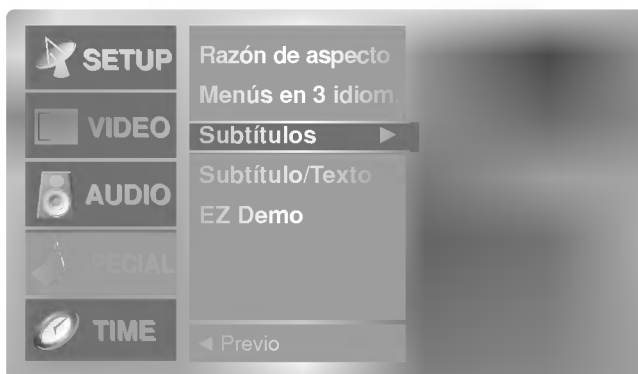 SETUP
VIDEO
AUDIO
SPECIAL
TIME
Razón de aspecto
Menús en 3 idiom.
Subtítulos ►
Subtítulo/Texto
EZ Demo
◄ Previo